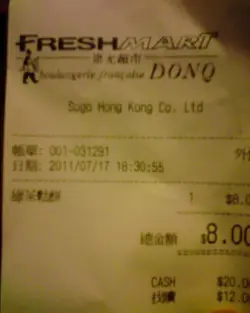 FRESHMART
boulangerie française DONQ
Sogo Hong Kong Co. Ltd
帳單: 001-031291 外
日期: 2011/07/17 18:30:55
1 $8.0
總金額 $8.00
CASH $20.0
找續 $12.0